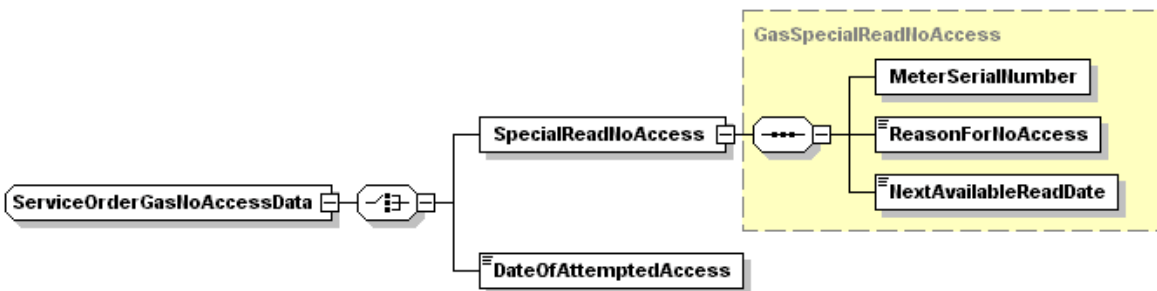 GasSpecialReadNoAccess
MeterSerialNumber
SpecialReadNoAccess
ReasonForNoAccess
NextAvailableReadDate
ServiceOrderGasNoAccessData
DateOfAttemptedAccess